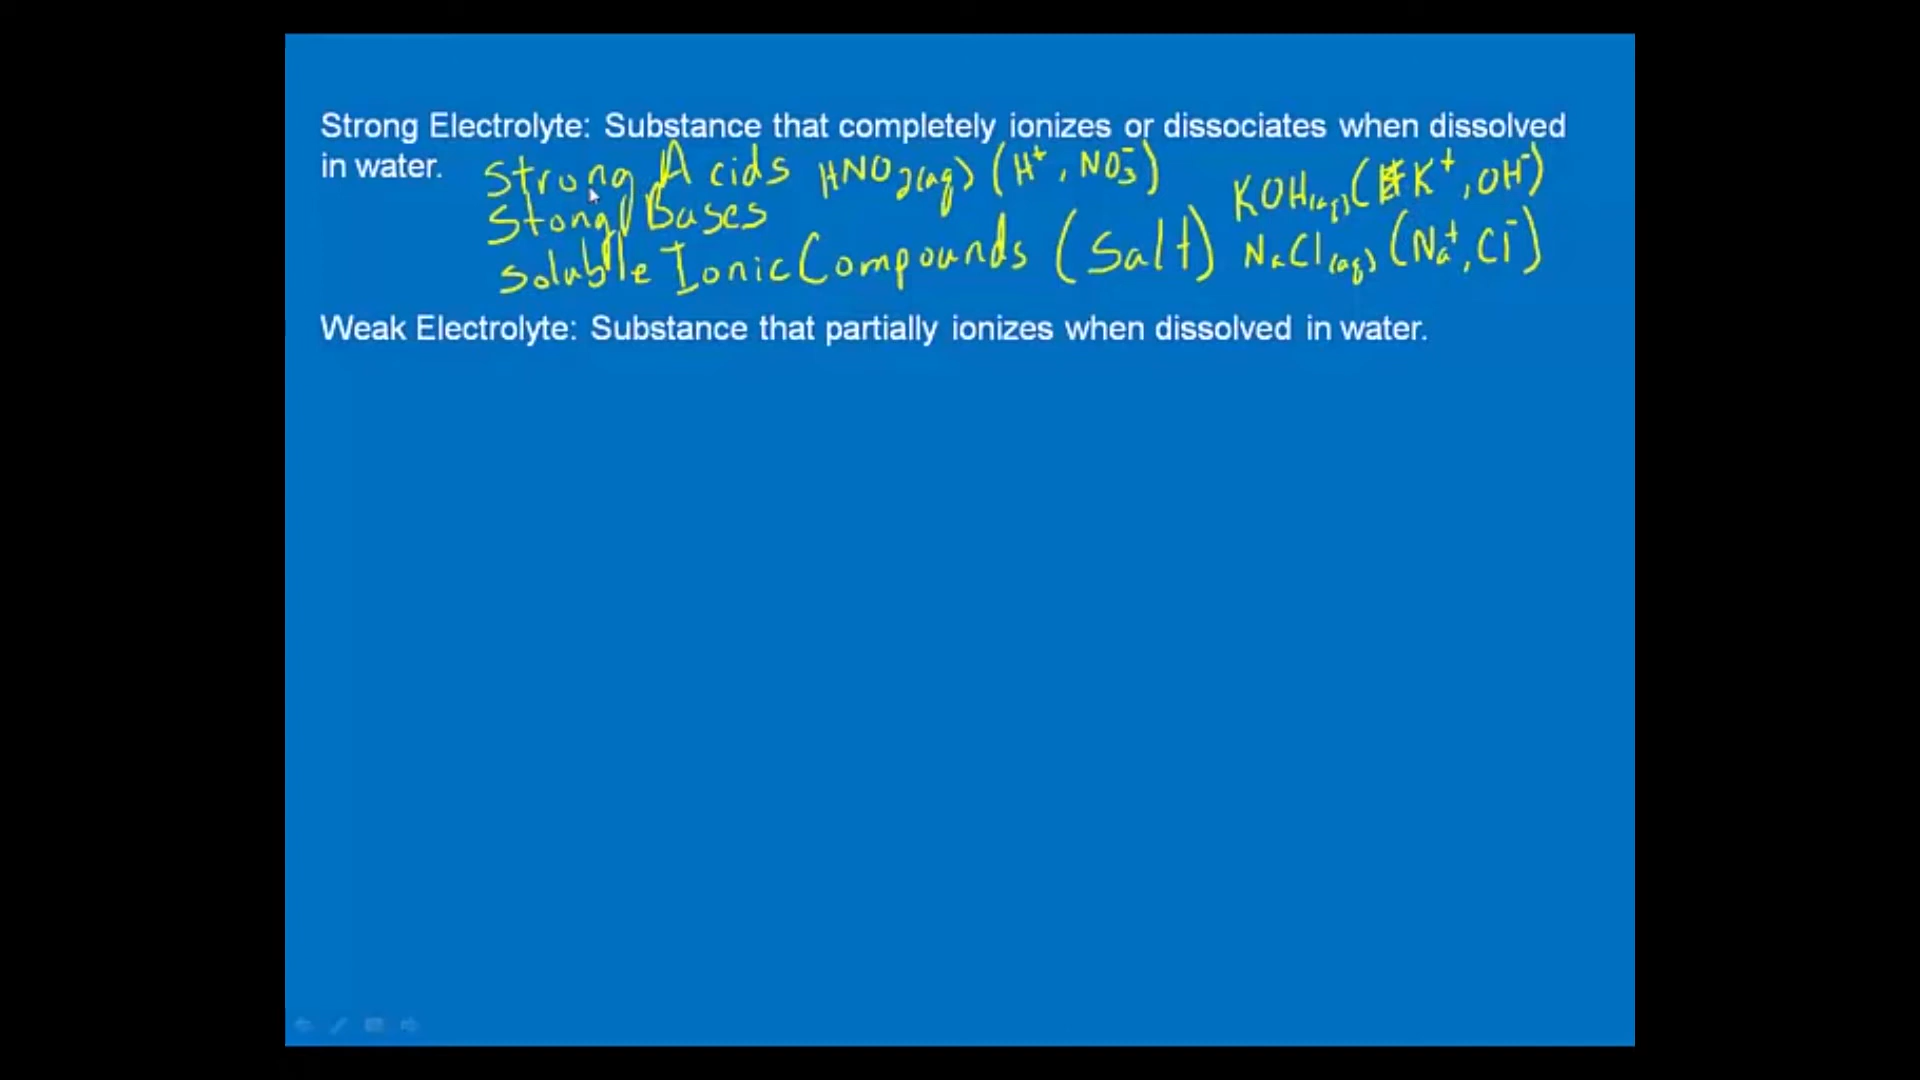 Strong Electrolyte: Substance that completely ionizes or dissociates when dissolved
in water.
Strong Acids HNO₂(aq) (H⁺, NO₃⁻)
KOH(aq) (K⁺, OH⁻)
Stong Bases
Soluble Ionic Compounds (Salt) NaCl(aq) (Na⁺, Cl⁻)
Weak Electrolyte: Substance that partially ionizes when dissolved in water.